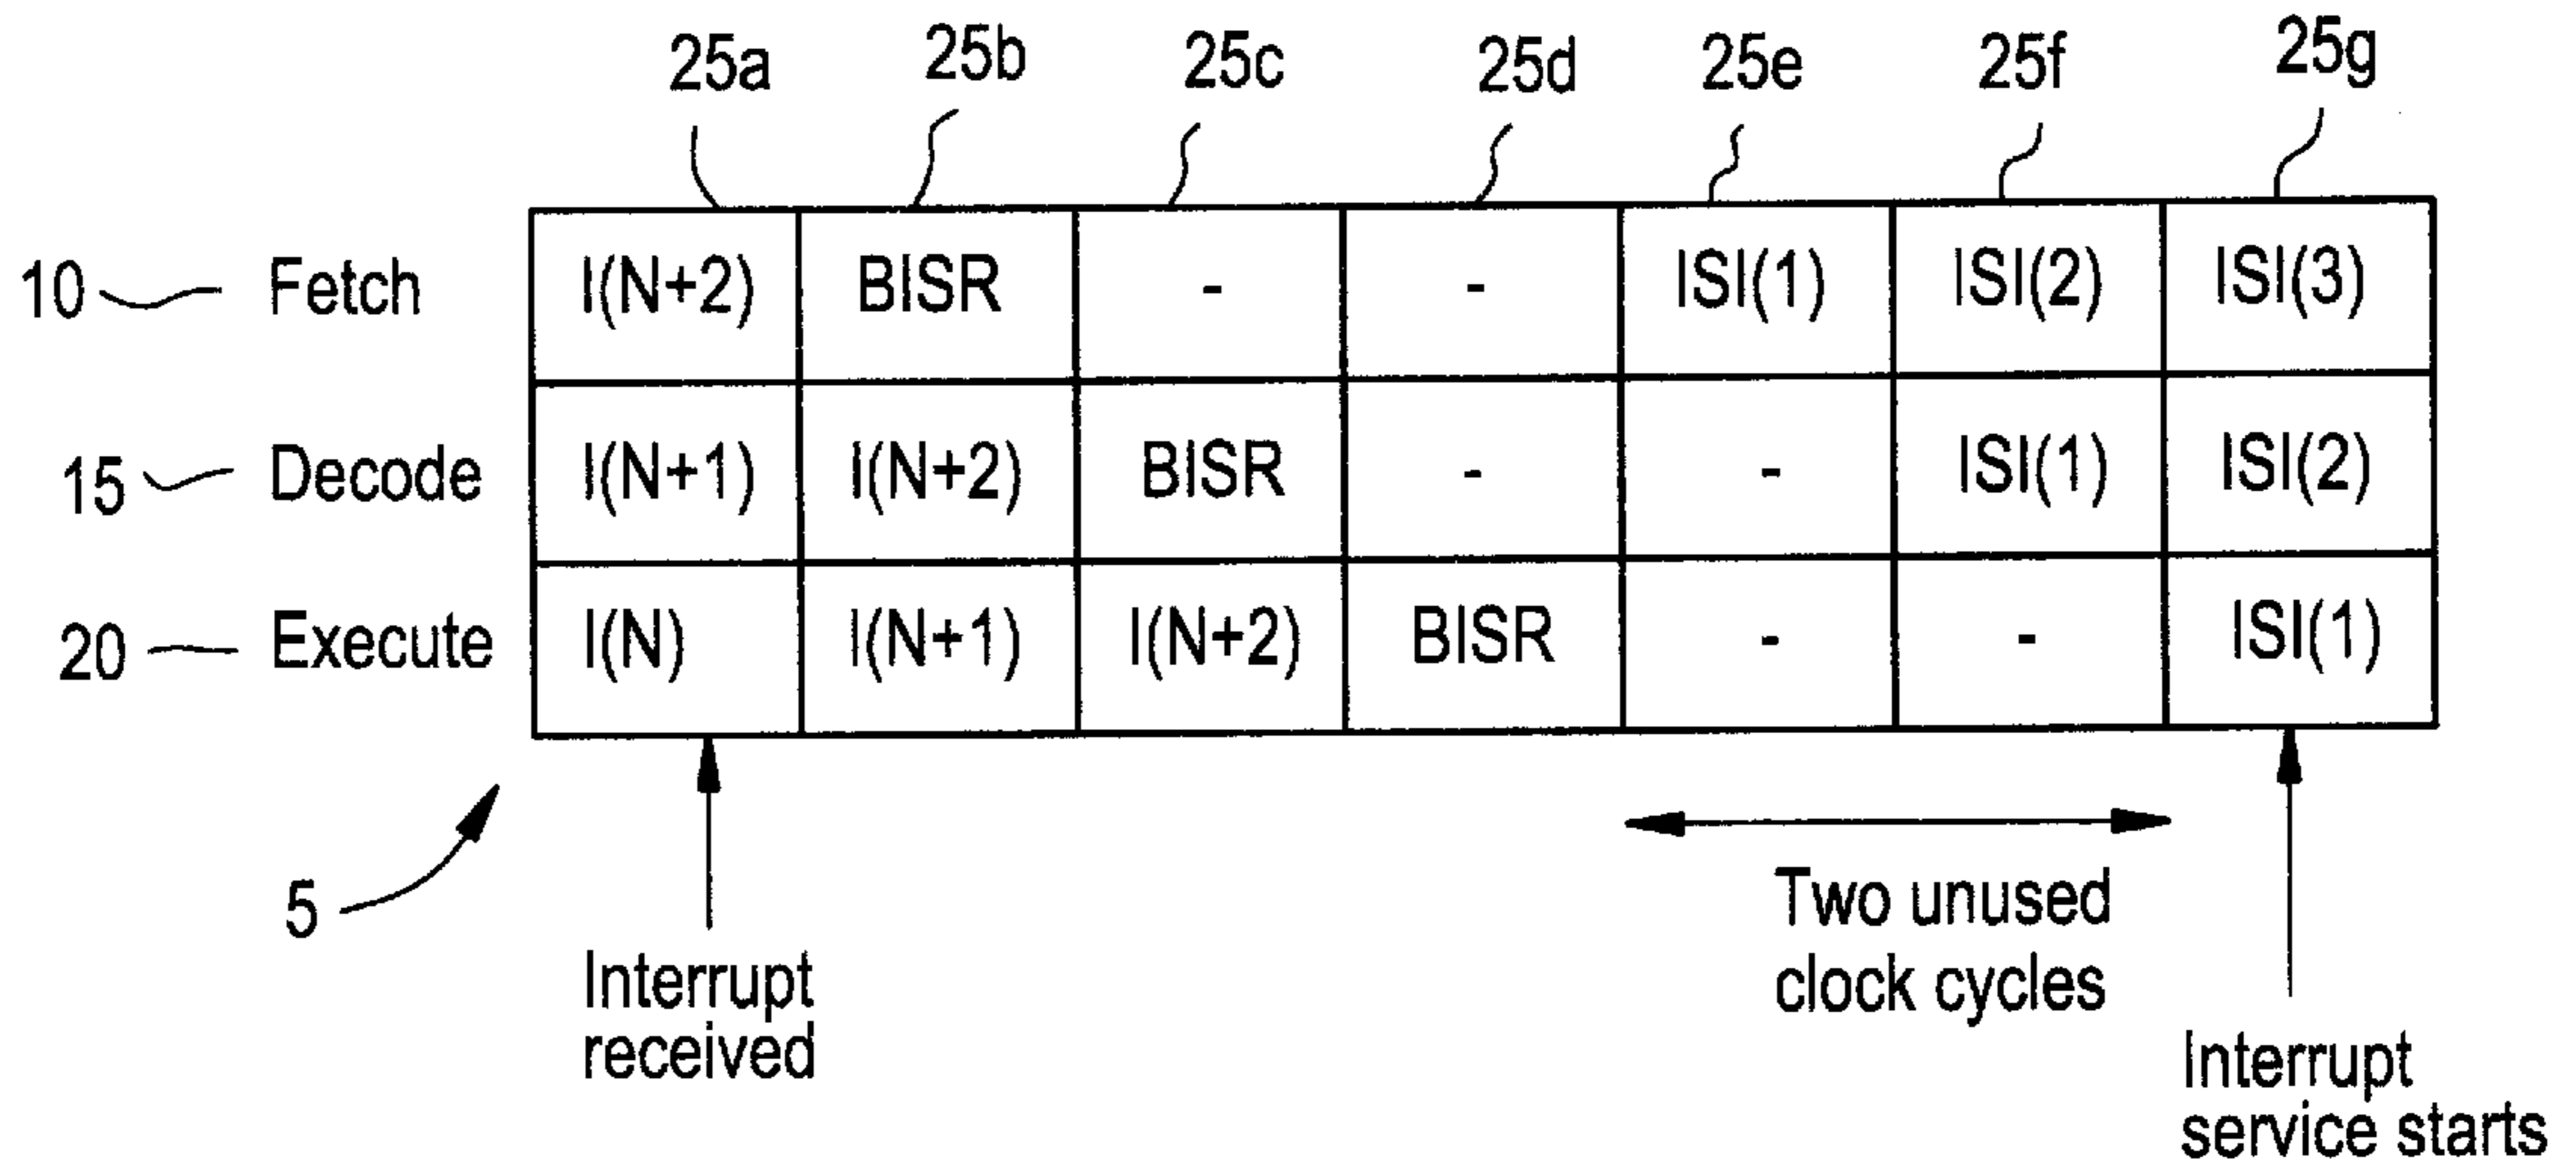 25a 25b 25c 25d 25e 25f 25g
10 Fetch I(N+2) BISR - - ISI(1) ISI(2) ISI(3)
15 Decode I(N+1) I(N+2) BISR - - ISI(1) ISI(2)
20 Execute I(N) I(N+1) I(N+2) BISR - - ISI(1)
5
Interrupt
received
Two unused
clock cycles
Interrupt
service starts